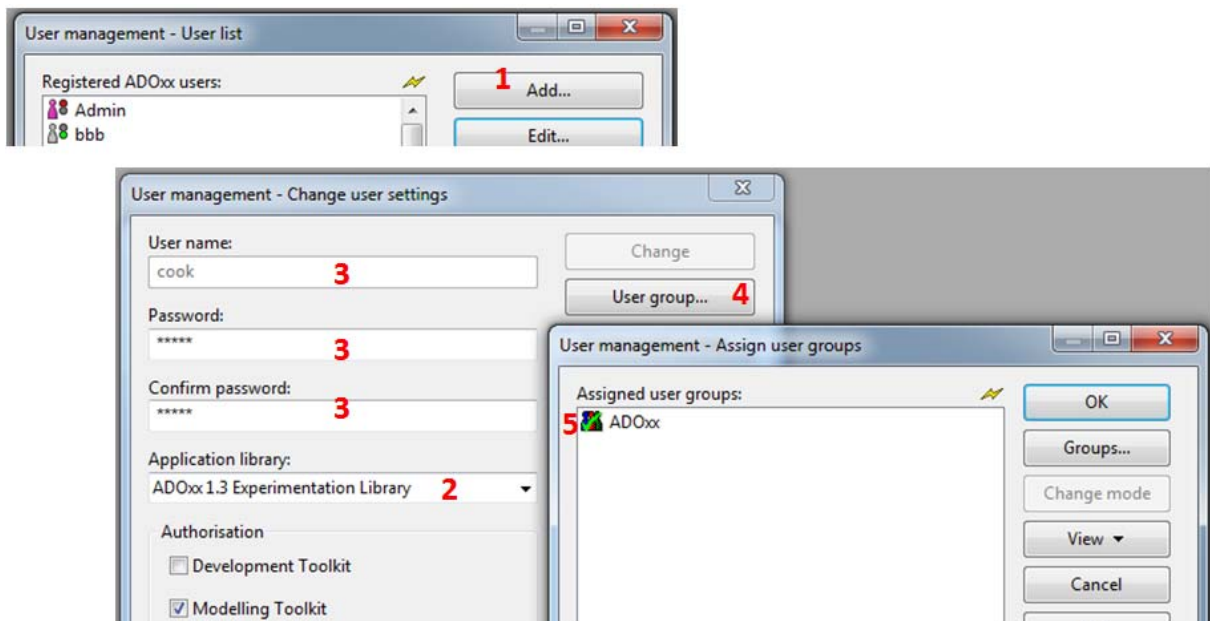 User management - User list
Registered ADOxx users:
1 Add...
Admin
bbb
Edit...
User management - Change user settings
User name:
cook 3
Change
User group... 4
Password:
***** 3
Confirm password:
***** 3
Application library:
ADOxx 1.3 Experimentation Library 2
Authorisation
Development Toolkit
Modelling Toolkit
User management - Assign user groups
Assigned user groups:
5 ADOxx
OK
Groups...
Change mode
View
Cancel